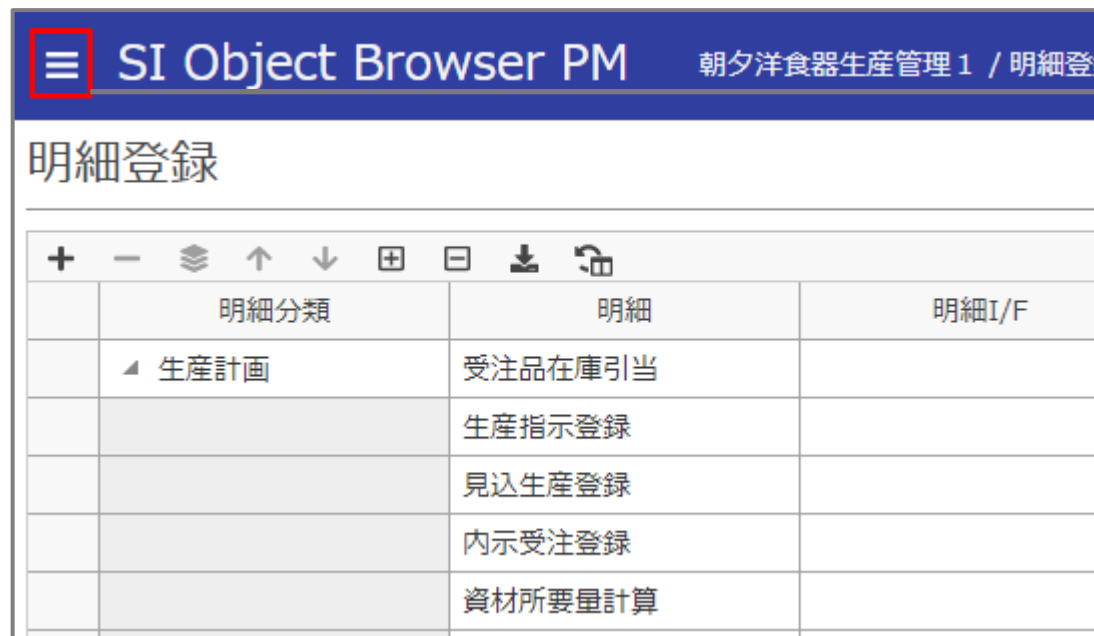 SI Object Browser PM 朝夕洋食器生産管理１ / 明細登
明細登録
明細分類 明細 明細I/F
生産計画 受注品在庫引当
生産指示登録
見込生産登録
内示受注登録
資材所要量計算